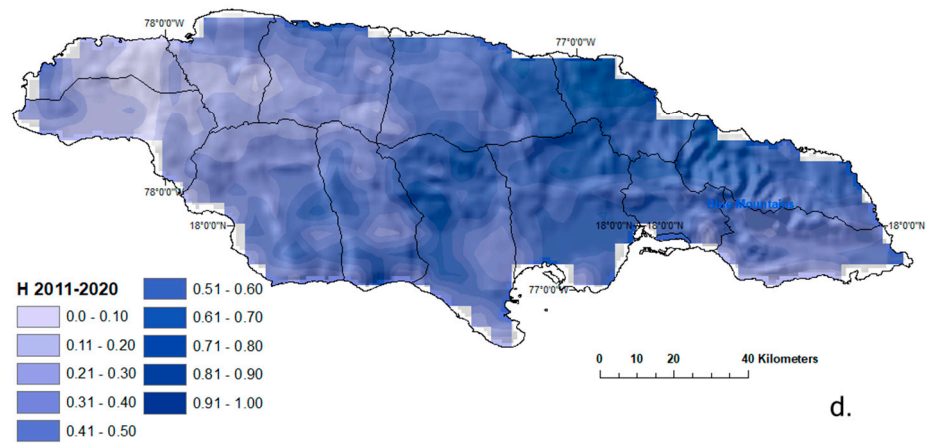 78°0'0"W
77°0'0"W
78°0'0"W
Blue Mountains
18°0'0"N
18°0'0"N
18°0'0"N
18°0'0"N
77°0'0"W
H 2011-2020
0.0 - 0.10
0.11 - 0.20
0.21 - 0.30
0.31 - 0.40
0.41 - 0.50
0.51 - 0.60
0.61 - 0.70
0.71 - 0.80
0.81 - 0.90
0.91 - 1.00
0 10 20 40 Kilometers
d.